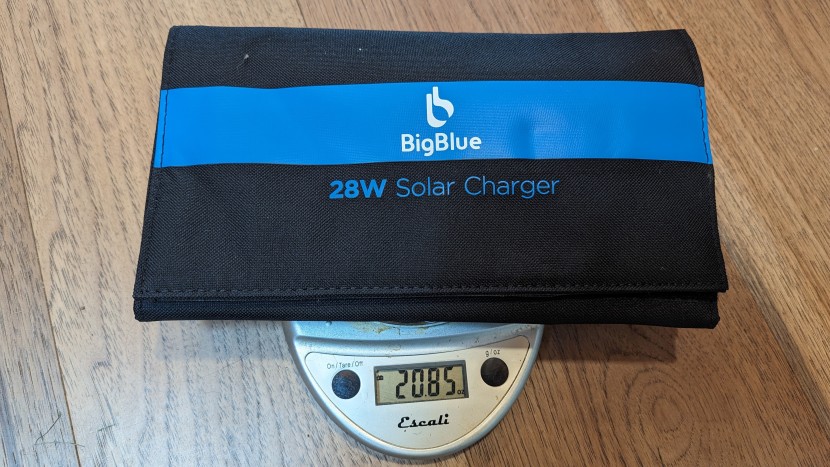 BigBlue
28W Solar Charger
On / Tare / Off
g / oz
20.85 oz
Escali